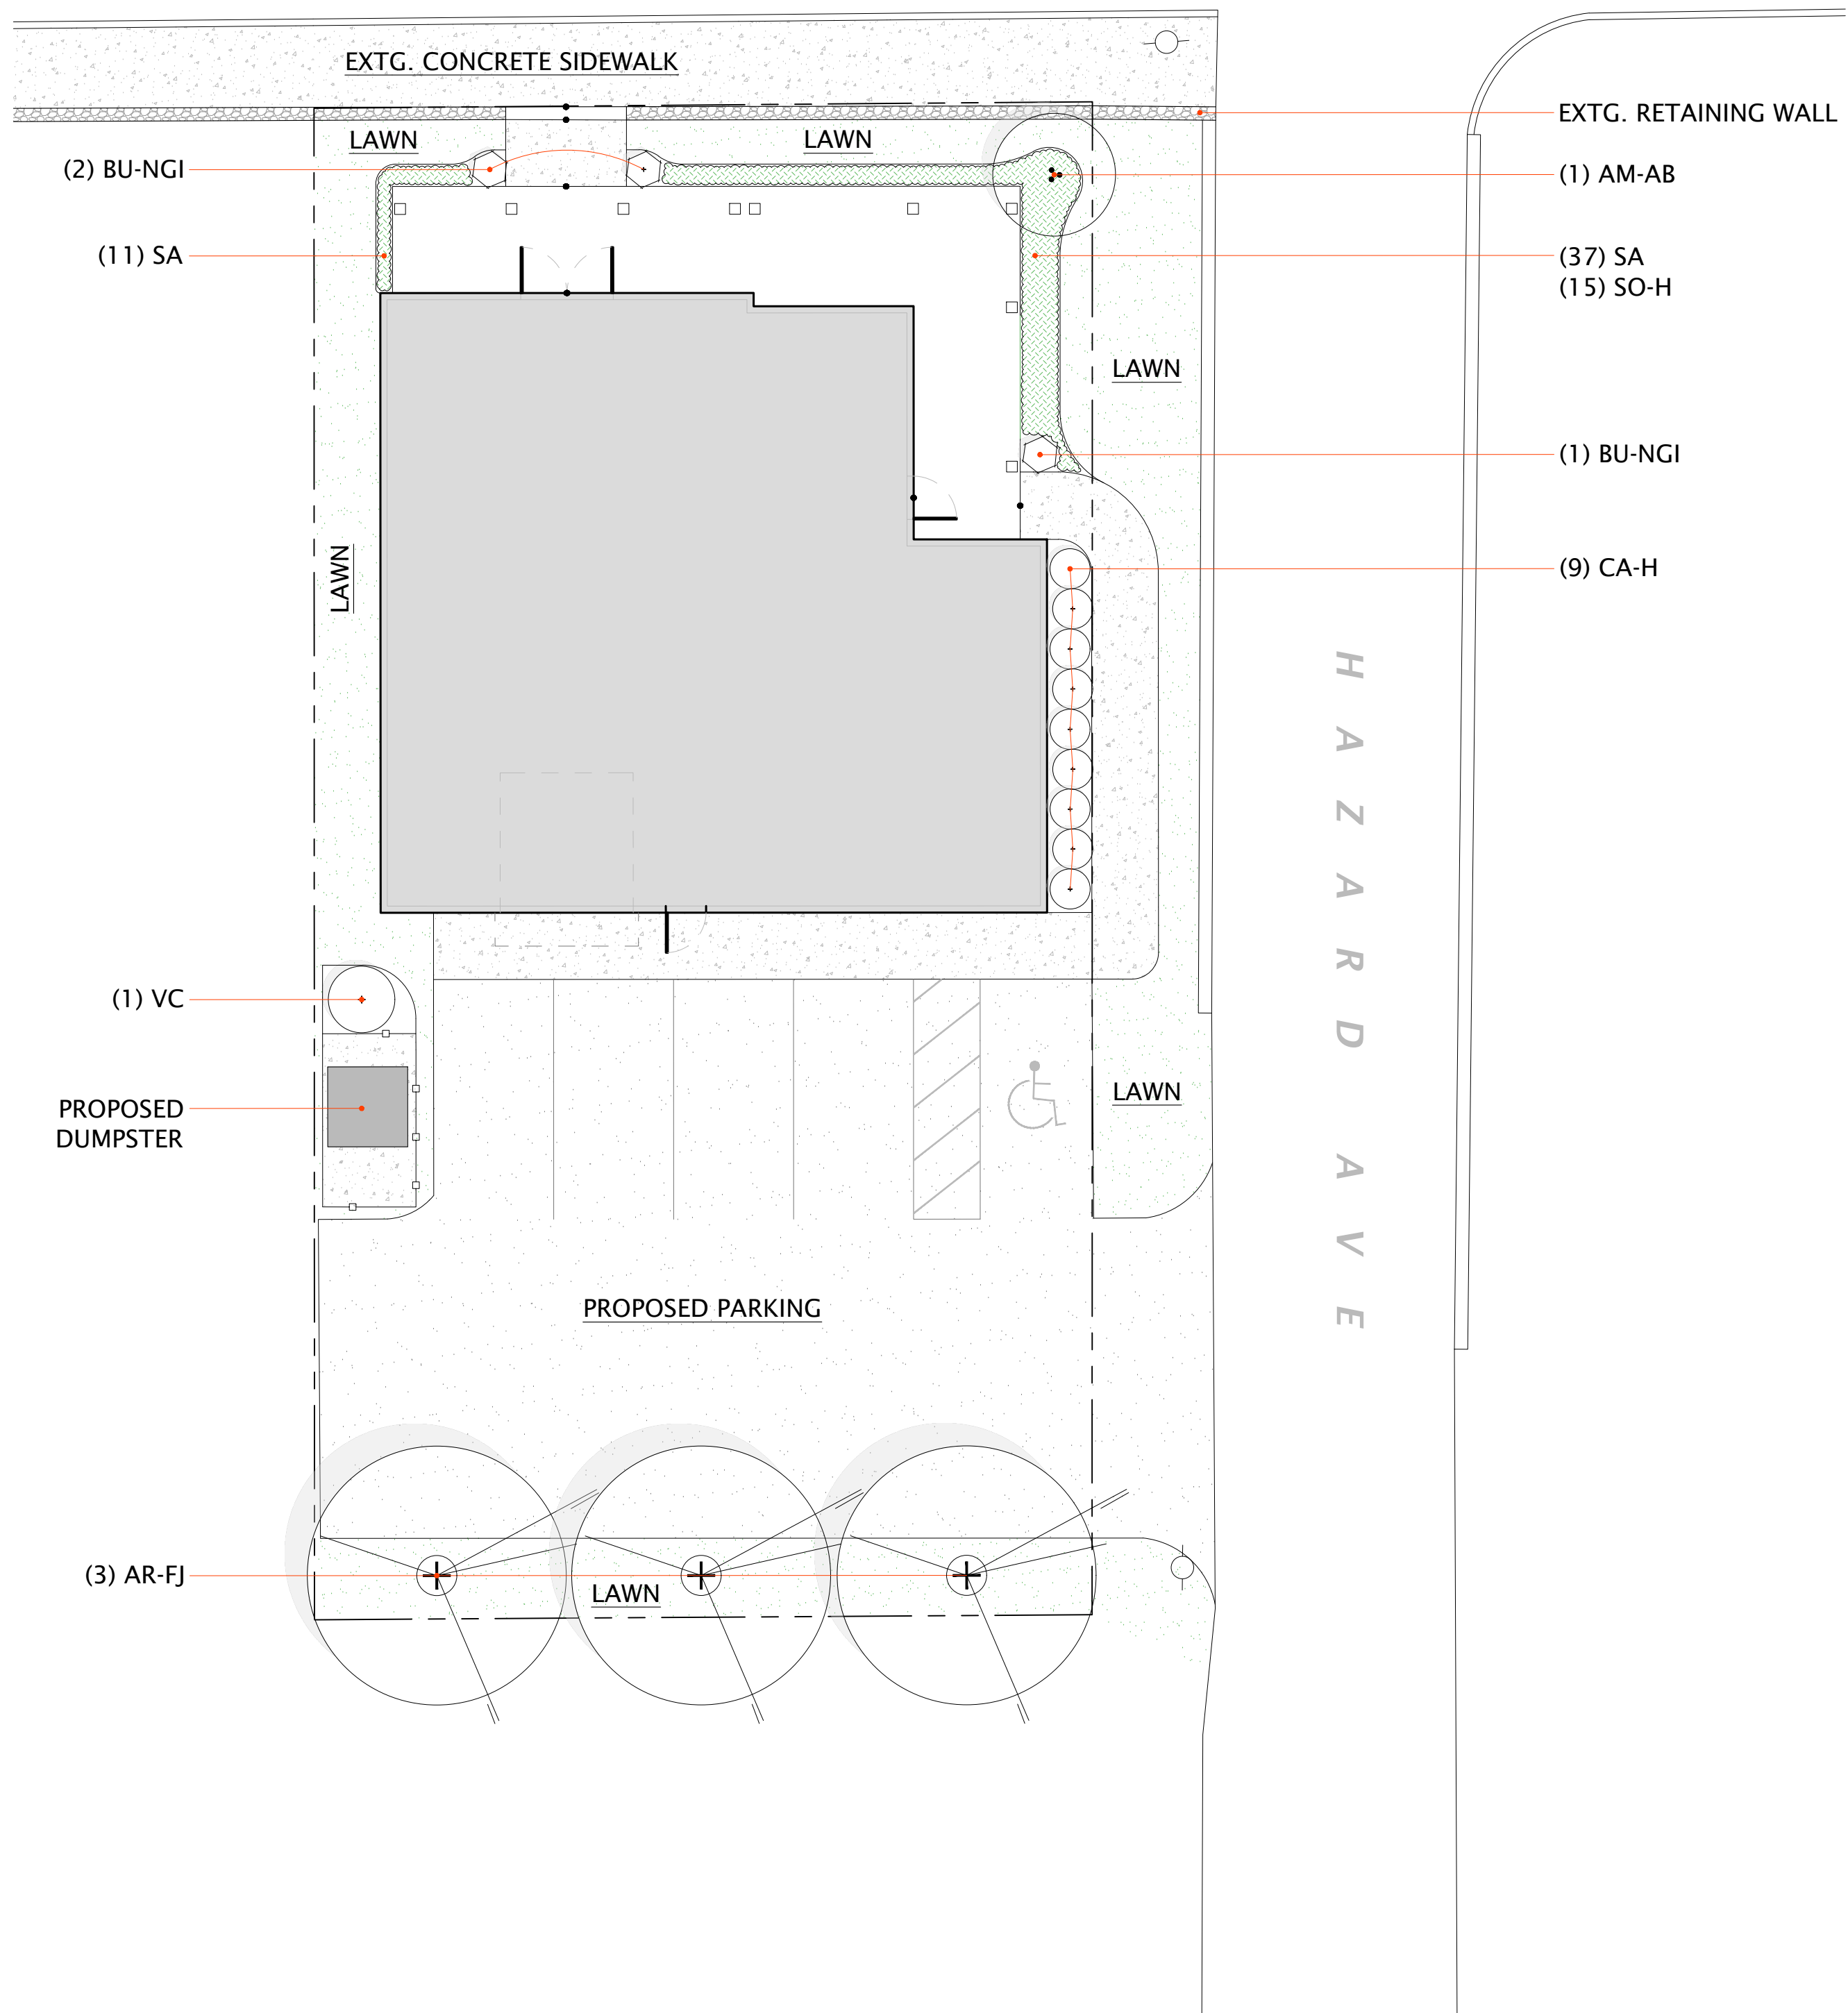 EXTG. CONCRETE SIDEWALK
EXTG. RETAINING WALL
LAWN
LAWN
(2) BU-NGI
(1) AM-AB
(11) SA
(37) SA
(15) SO-H
LAWN
(1) BU-NGI
LAWN
(9) CA-H
HAZARD AVE
(1) VC
PROPOSED
DUMPSTER
LAWN
PROPOSED PARKING
(3) AR-FJ
LAWN